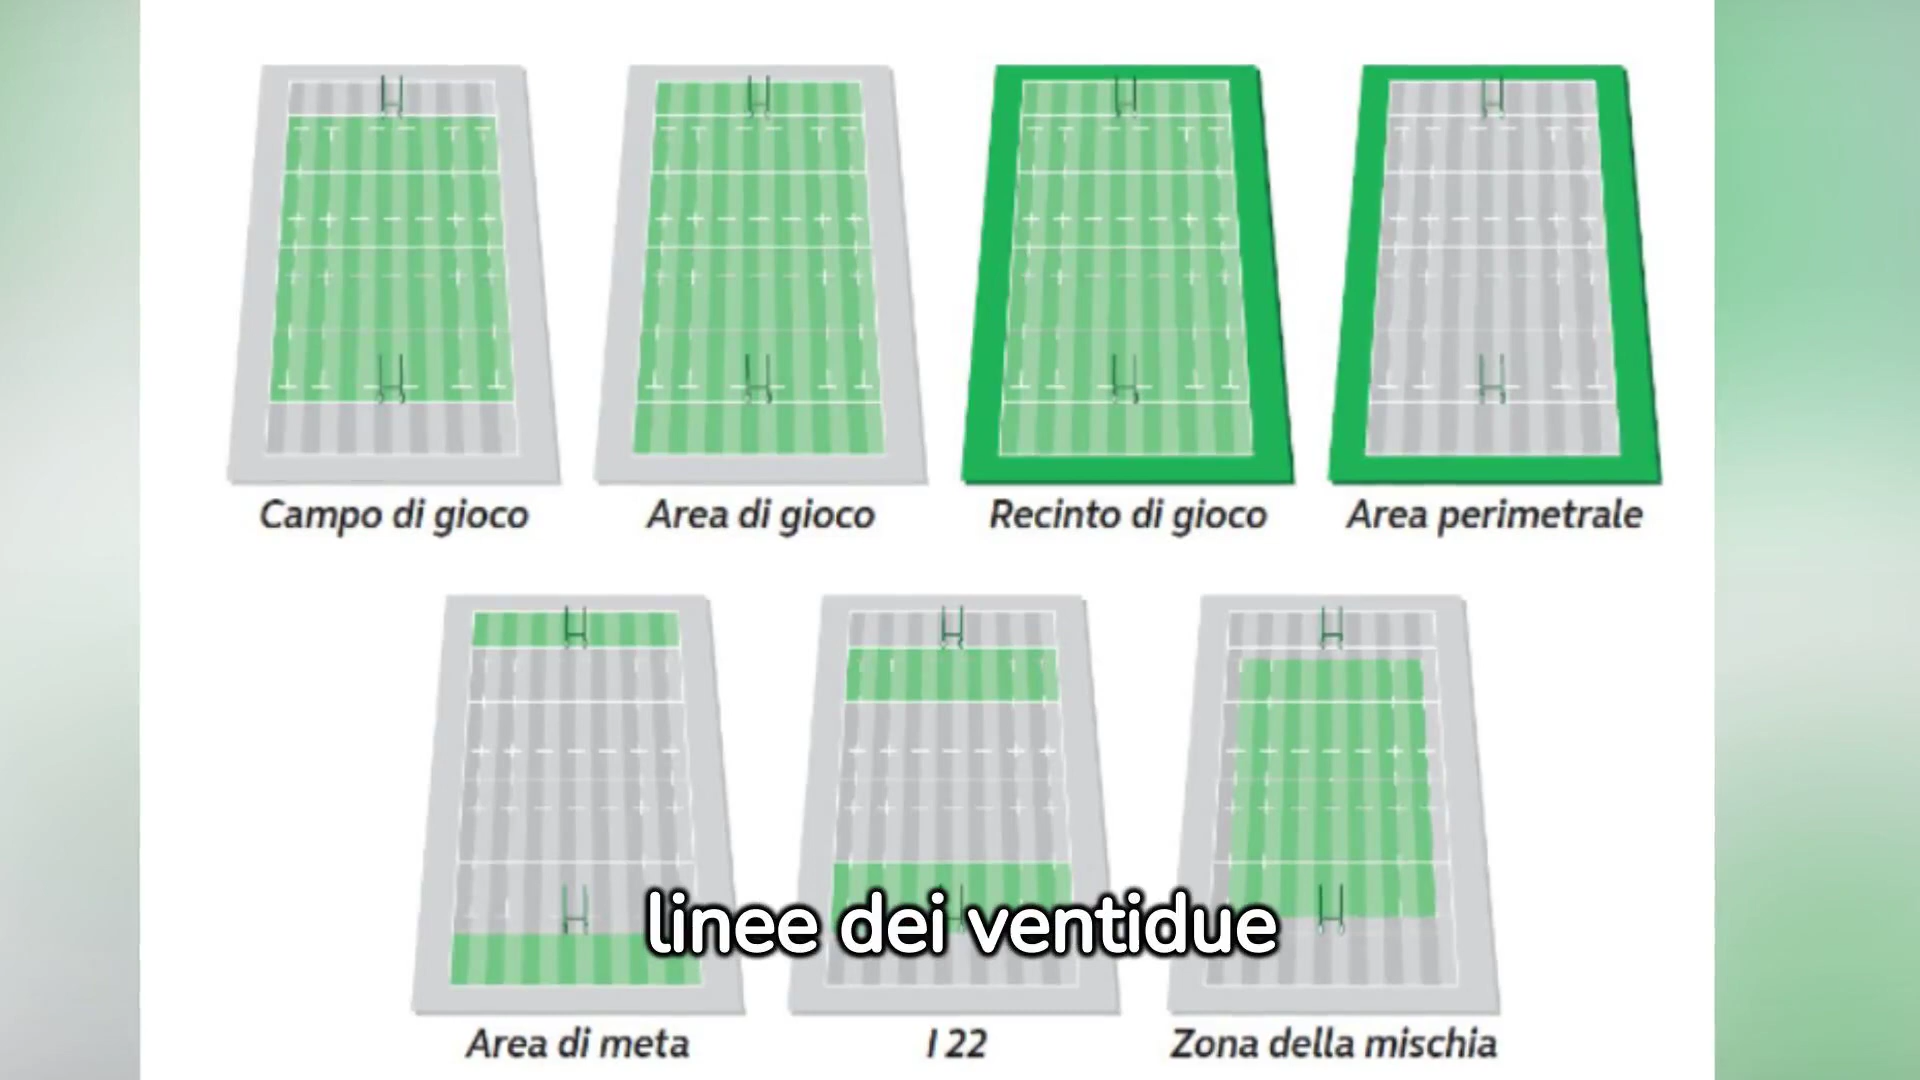 Campo di gioco
Area di gioco
Recinto di gioco
Area perimetrale
linee dei ventidue
Area di meta
I 22
Zona della mischia